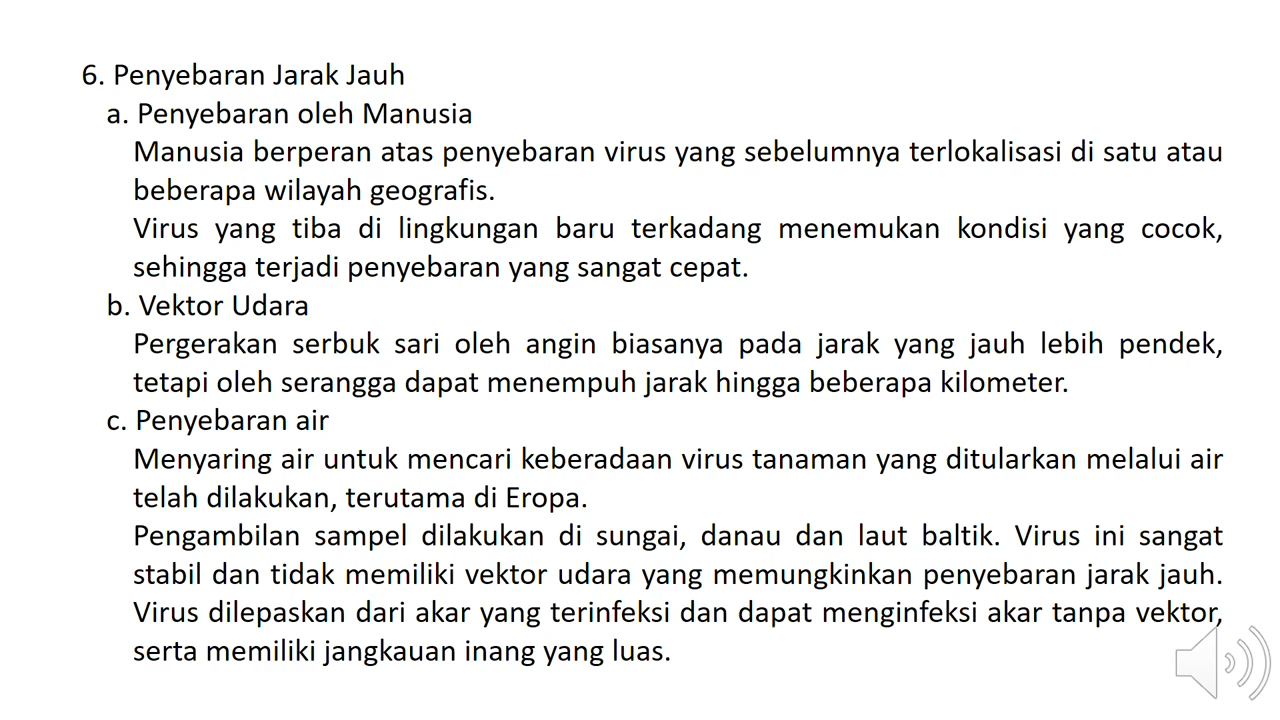 6. Penyebaran Jarak Jauh
a. Penyebaran oleh Manusia
Manusia berperan atas penyebaran virus yang sebelumnya terlokalisasi di satu atau
beberapa wilayah geografis.
Virus yang tiba di lingkungan baru terkadang menemukan kondisi yang cocok,
sehingga terjadi penyebaran yang sangat cepat.
b. Vektor Udara
Pergerakan serbuk sari oleh angin biasanya pada jarak yang jauh lebih pendek,
tetapi oleh serangga dapat menempuh jarak hingga beberapa kilometer.
c. Penyebaran air
Menyaring air untuk mencari keberadaan virus tanaman yang ditularkan melalui air
telah dilakukan, terutama di Eropa.
Pengambilan sampel dilakukan di sungai, danau dan laut baltik. Virus ini sangat
stabil dan tidak memiliki vektor udara yang memungkinkan penyebaran jarak jauh.
Virus dilepaskan dari akar yang terinfeksi dan dapat menginfeksi akar tanpa vektor,
serta memiliki jangkauan inang yang luas.